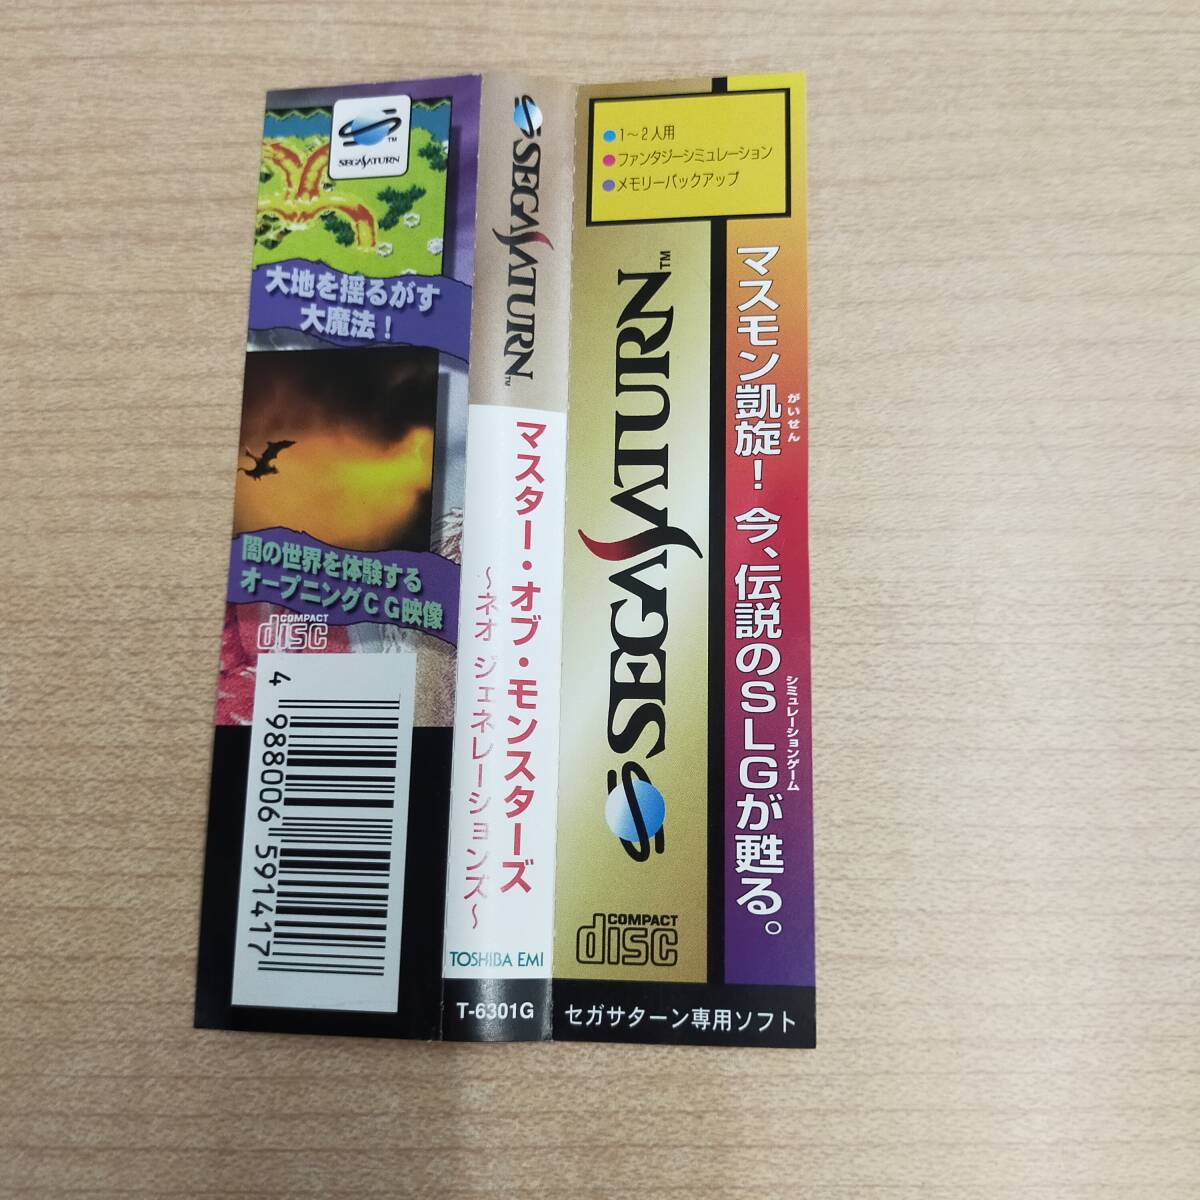 SEGASATURN
TM
大地を揺るがす
大魔法！
闇の世界を体験する
オープニングCG映像
COMPACT
disc
4 988006 591417
SEGASATURN
TM
マスター・オブ・モンスターズ
～ネオ ジェネレーションズ～
TOSHIBA EMI
T-6301G
●1～2人用
●ファンタジーシミュレーション
●メモリーバックアップ
SEGASATURN
TM
COMPACT
disc
がいせん
シミュレーションゲーム
マスモン凱旋！今、伝説のSLGが甦る。
セガサターン専用ソフト